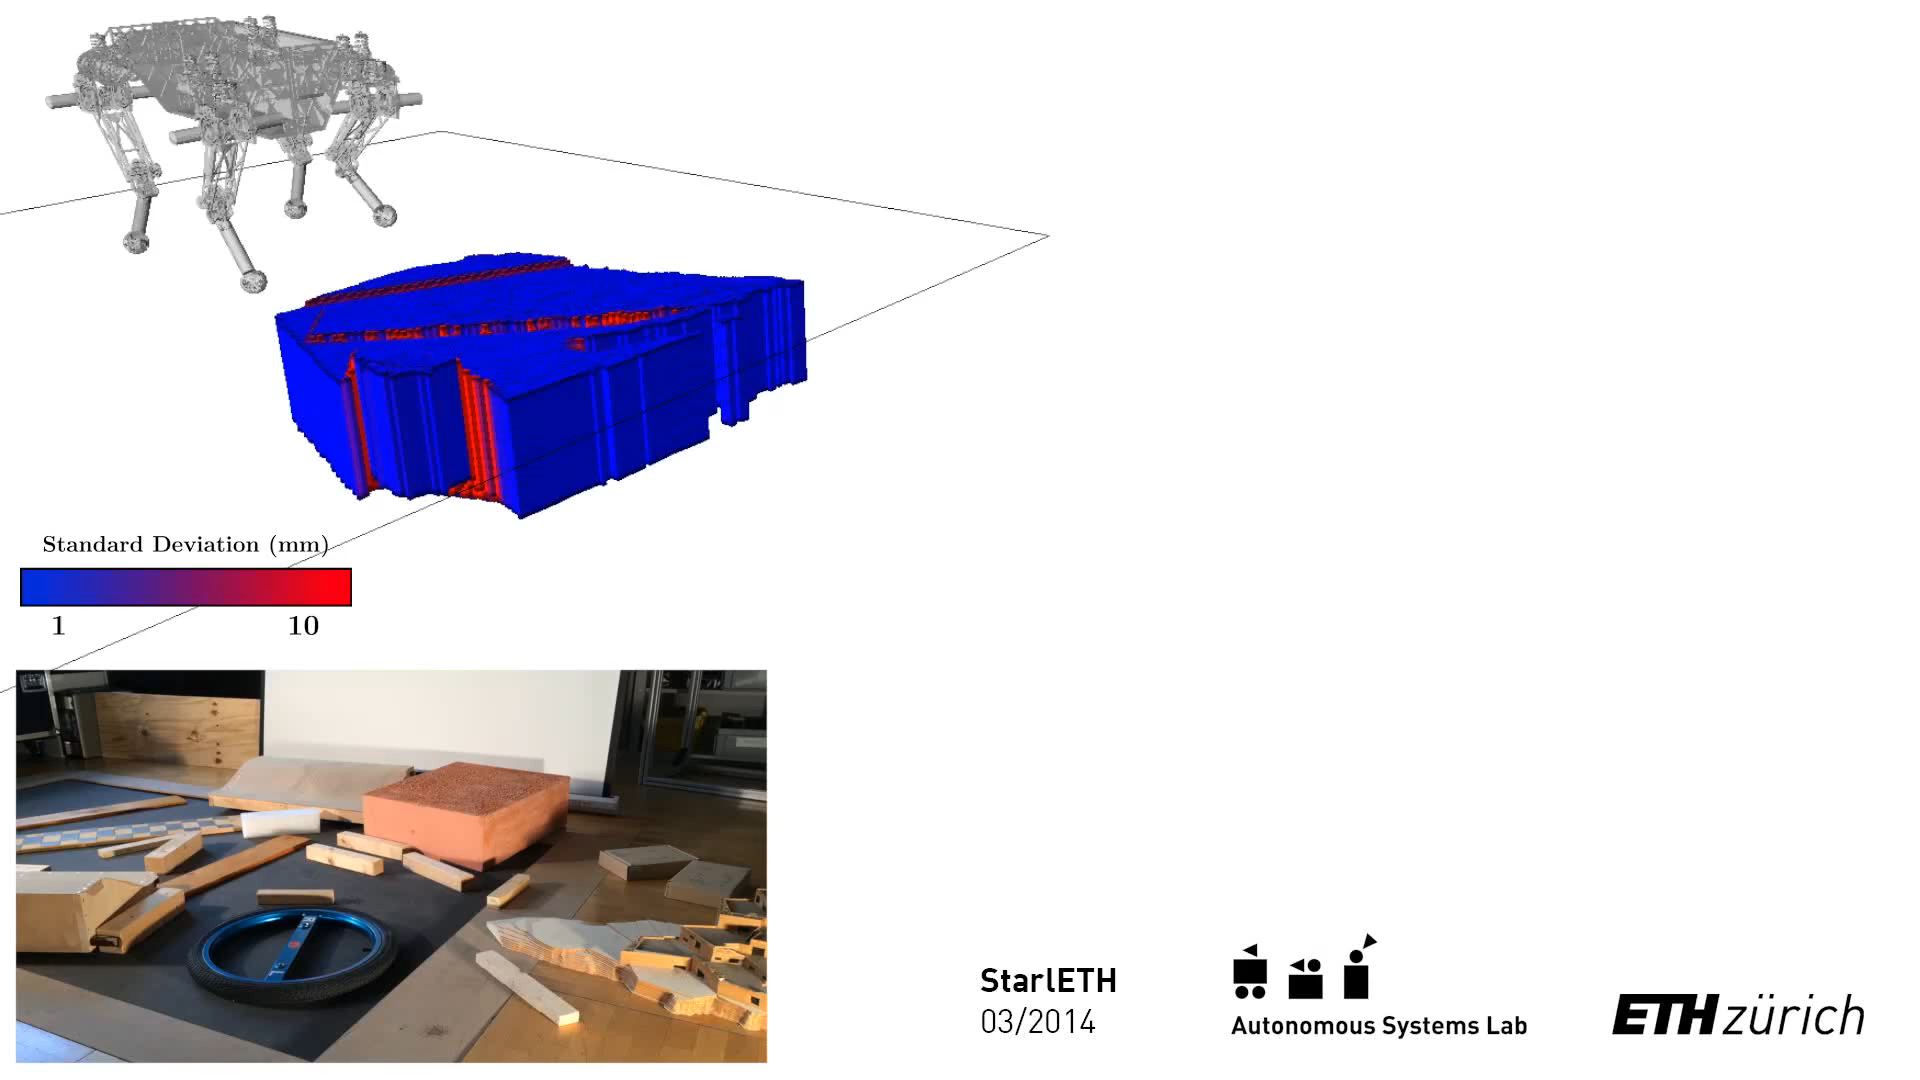 Standard Deviation (mm)
1 10
StarlETH
03/2014
Autonomous Systems Lab
ETH zürich